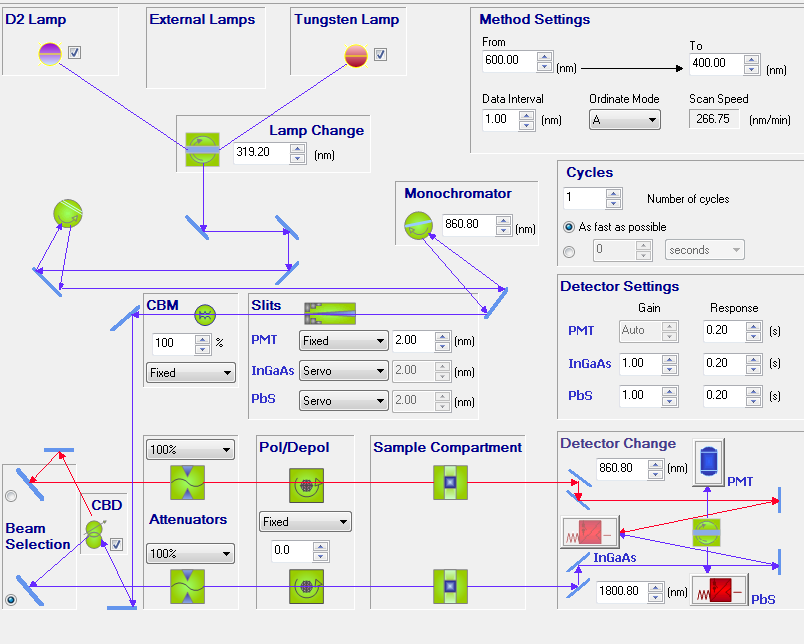 D2 Lamp
External Lamps
Tungsten Lamp
Lamp Change
319.20 (nm)
Method Settings
From
To
600.00 (nm)
400.00 (nm)
Data Interval
Ordinate Mode
Scan Speed
1.00 (nm)
A
266.75 (nm/min)
Monochromator
860.80 (nm)
Cycles
1 Number of cycles
As fast as possible
0 seconds
CBM
100 %
Fixed
Slits
PMT Fixed 2.00 (nm)
InGaAs Servo 2.00 (nm)
PbS Servo 2.00 (nm)
Detector Settings
Gain Response
PMT Auto 0.20 (s)
InGaAs 1.00 0.20 (s)
PbS 1.00 0.20 (s)
Beam
Selection
CBD
100%
Attenuators
100%
Pol/Depol
Fixed
0.0
Sample Compartment
Detector Change
860.80 (nm)
PMT
InGaAs
1800.80 (nm)
PbS